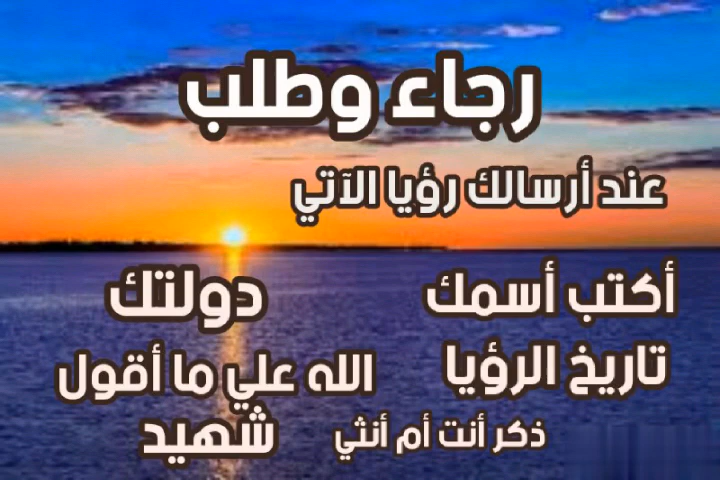 رجاء وطلب
عند أرسالك رؤيا الآتي
أكتب أسمك
دولتك
تاريخ الرؤيا
الله علي ما أقول
ذكر أنت أم أنثي
شهيد